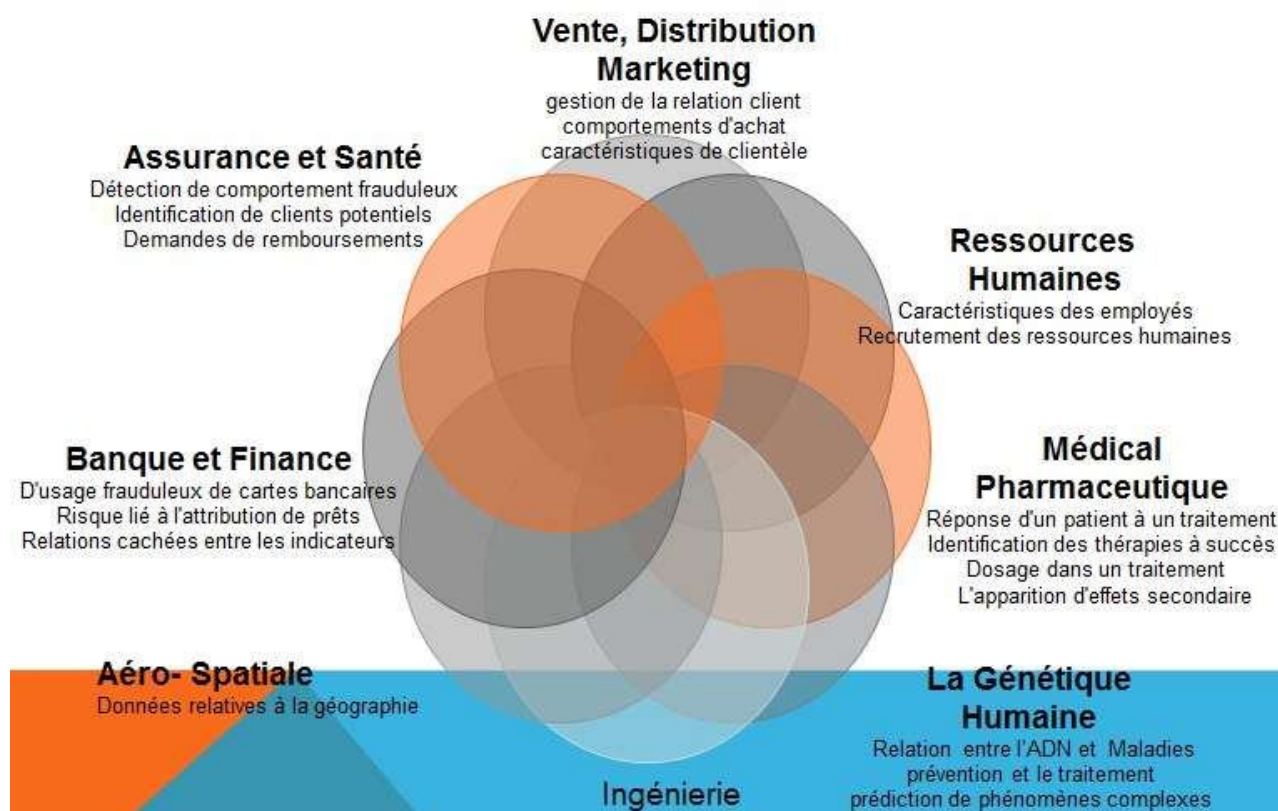 Vente, Distribution
Marketing
gestion de la relation client
comportements d'achat
caractéristiques de clientèle
Assurance et Santé
Détection de comportement frauduleux
Identification de clients potentiels
Demandes de remboursements
Ressources
Humaines
Caractéristiques des employés
Recrutement des ressources humaines
Banque et Finance
D'usage frauduleux de cartes bancaires
Risque lié à l'attribution de prêts
Relations cachées entre les indicateurs
Médical
Pharmaceutique
Réponse d'un patient à un traitement
Identification des thérapies à succès
Dosage dans un traitement
L'apparition d'effets secondaire
Aéro- Spatiale
Données relatives à la géographie
La Génétique
Humaine
Relation entre l'ADN et Maladies
prévention et le traitement
prédiction de phénomènes complexes
Ingénierie